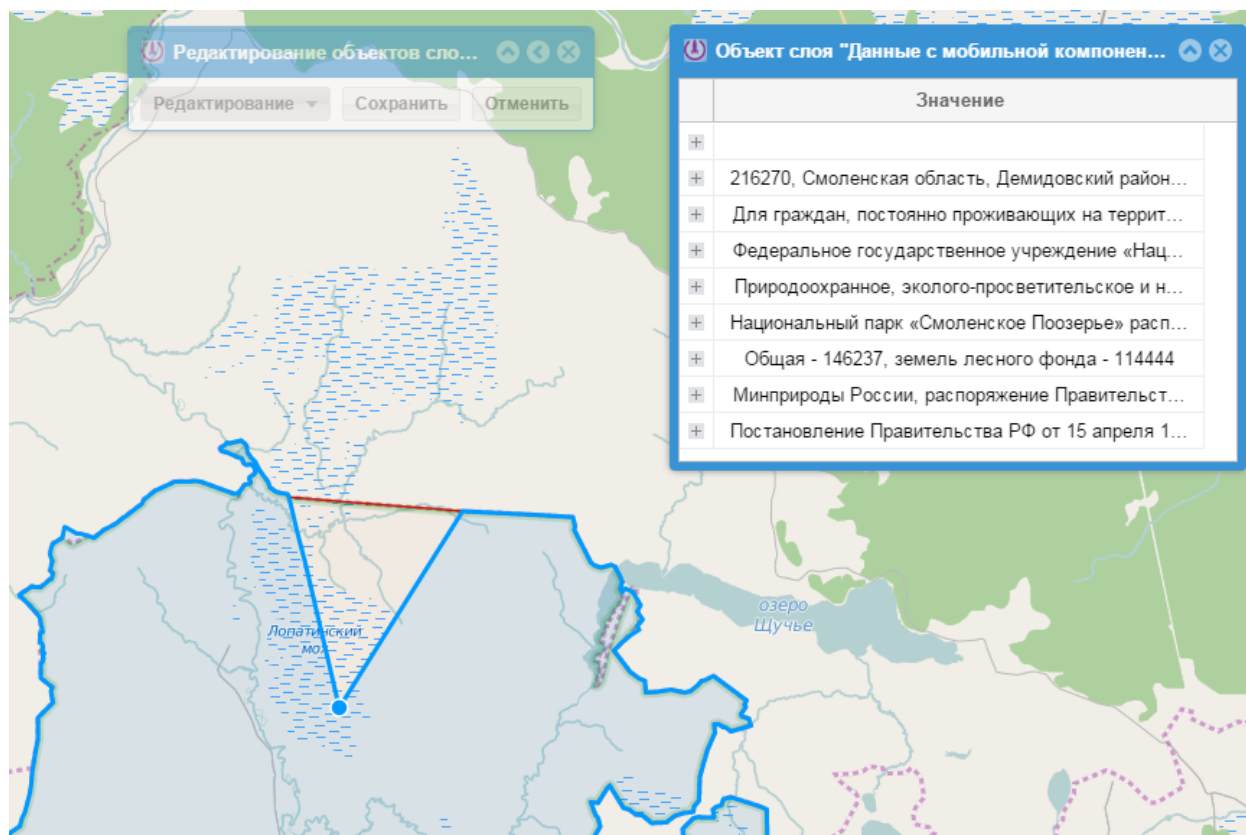 Редактирование объектов сло...
Редактирование
Сохранить
Отменить
Объект слоя "Данные с мобильной компонен...
Значение
216270, Смоленская область, Демидовский район...
Для граждан, постоянно проживающих на террит...
Федеральное государственное учреждение «Нац...
Природоохранное, эколого-просветительское и н...
Национальный парк «Смоленское Поозерье» расп...
Общая - 146237, земель лесного фонда - 114444
Минприроды России, распоряжение Правительст...
Постановление Правительства РФ от 15 апреля 1...
озеро
Щучье
Лопатинский
мох